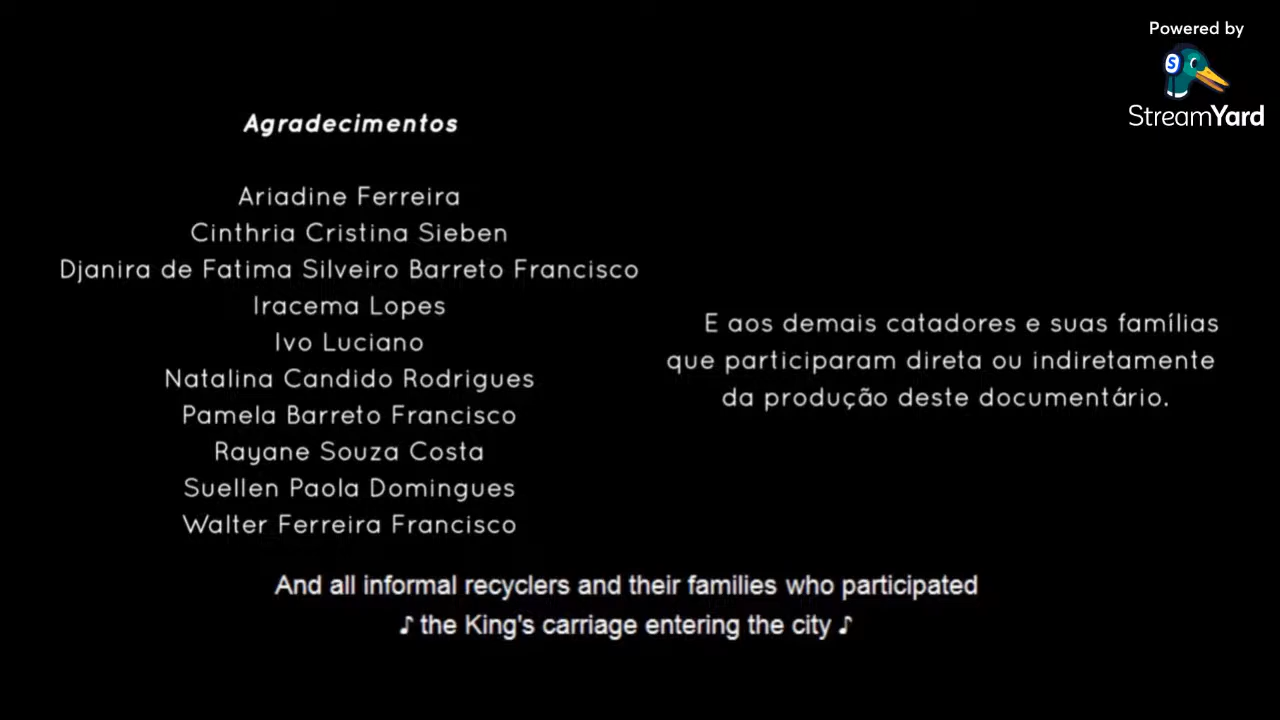 Powered by
StreamYard
Agradecimentos
Ariadine Ferreira
Cinthria Cristina Sieben
Djanira de Fatima Silveiro Barreto Francisco
Iracema Lopes
Ivo Luciano
Natalina Candido Rodrigues
Pamela Barreto Francisco
Rayane Souza Costa
Suellen Paola Domingues
Walter Ferreira Francisco
E aos demais catadores e suas famílias
que participaram direta ou indiretamente
da produção deste documentário.
And all informal recyclers and their families who participated
♪ the King's carriage entering the city ♪